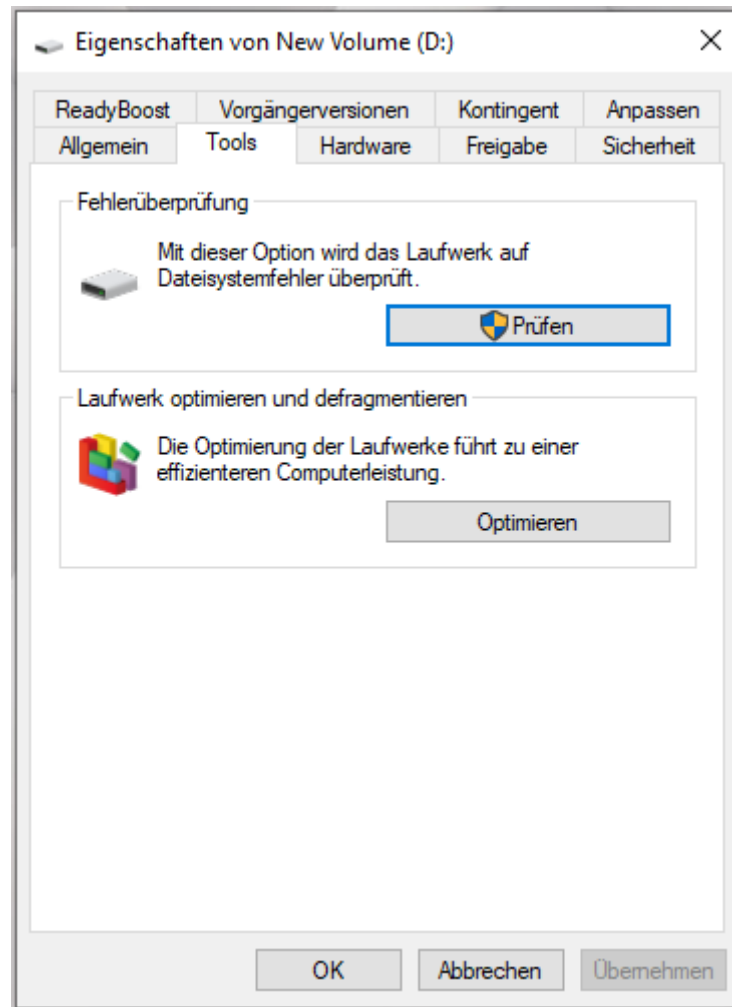 Eigenschaften von New Volume (D:)
ReadyBoost Vorgängerversionen Kontingent Anpassen
Allgemein Tools Hardware Freigabe Sicherheit
Fehlerüberprüfung
Mit dieser Option wird das Laufwerk auf
Dateisystemfehler überprüft.
Prüfen
Laufwerk optimieren und defragmentieren
Die Optimierung der Laufwerke führt zu einer
effizienteren Computerleistung.
Optimieren
OK Abbrechen Übernehmen